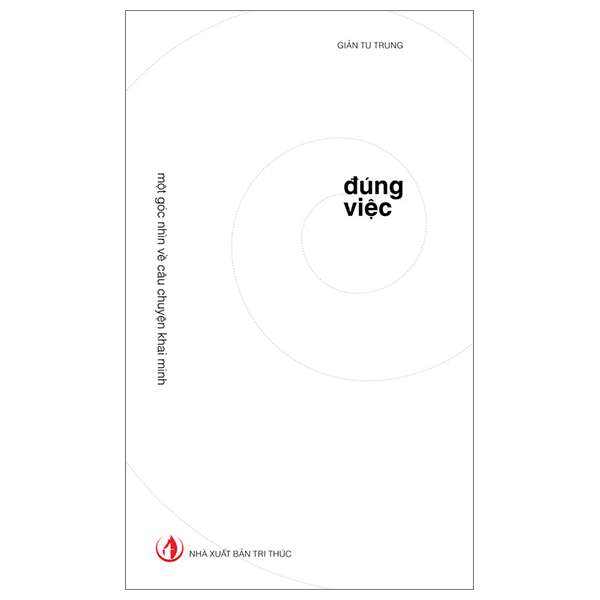 GIẢN TƯ TRUNG
đúng
việc
một góc nhìn về câu chuyện khai minh
NHÀ XUẤT BẢN TRI THỨC